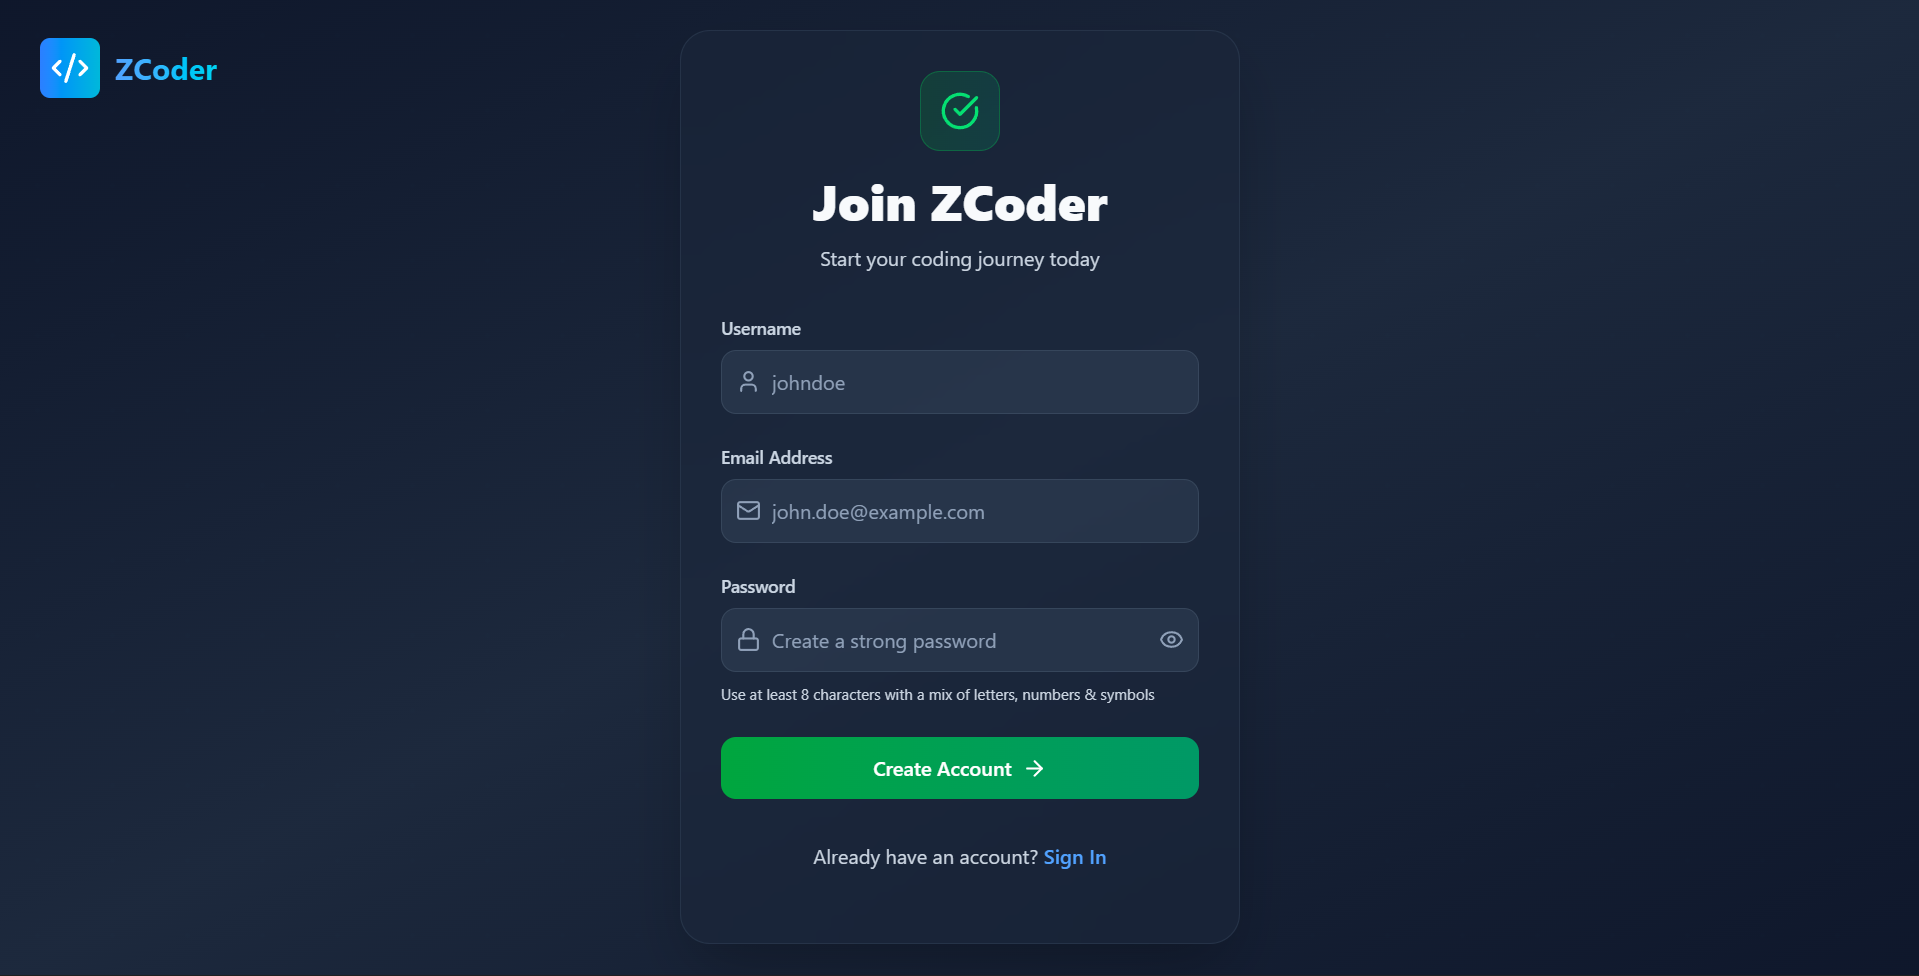 ZCoder
Join ZCoder
Start your coding journey today
Username
johndoe
Email Address
john.doe@example.com
Password
Create a strong password
Use at least 8 characters with a mix of letters, numbers & symbols
Create Account →
Already have an account? Sign In